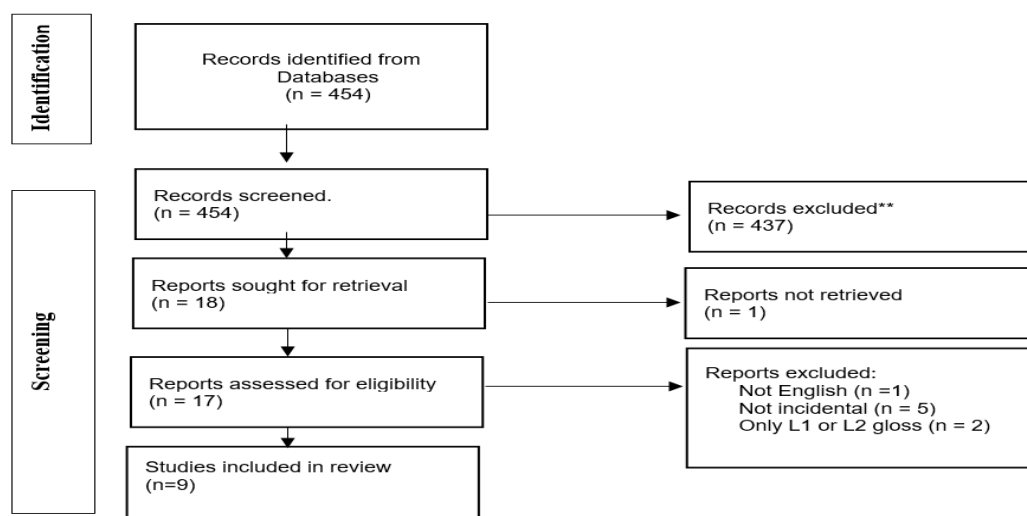 Identification
Records identified from
Databases
(n = 454)
Screening
Records screened.
(n = 454)
Records excluded**
(n = 437)
Reports sought for retrieval
(n = 18)
Reports not retrieved
(n = 1)
Reports assessed for eligibility
(n = 17)
Reports excluded:
Not English (n =1)
Not incidental (n = 5)
Only L1 or L2 gloss (n = 2)
Studies included in review
(n=9)